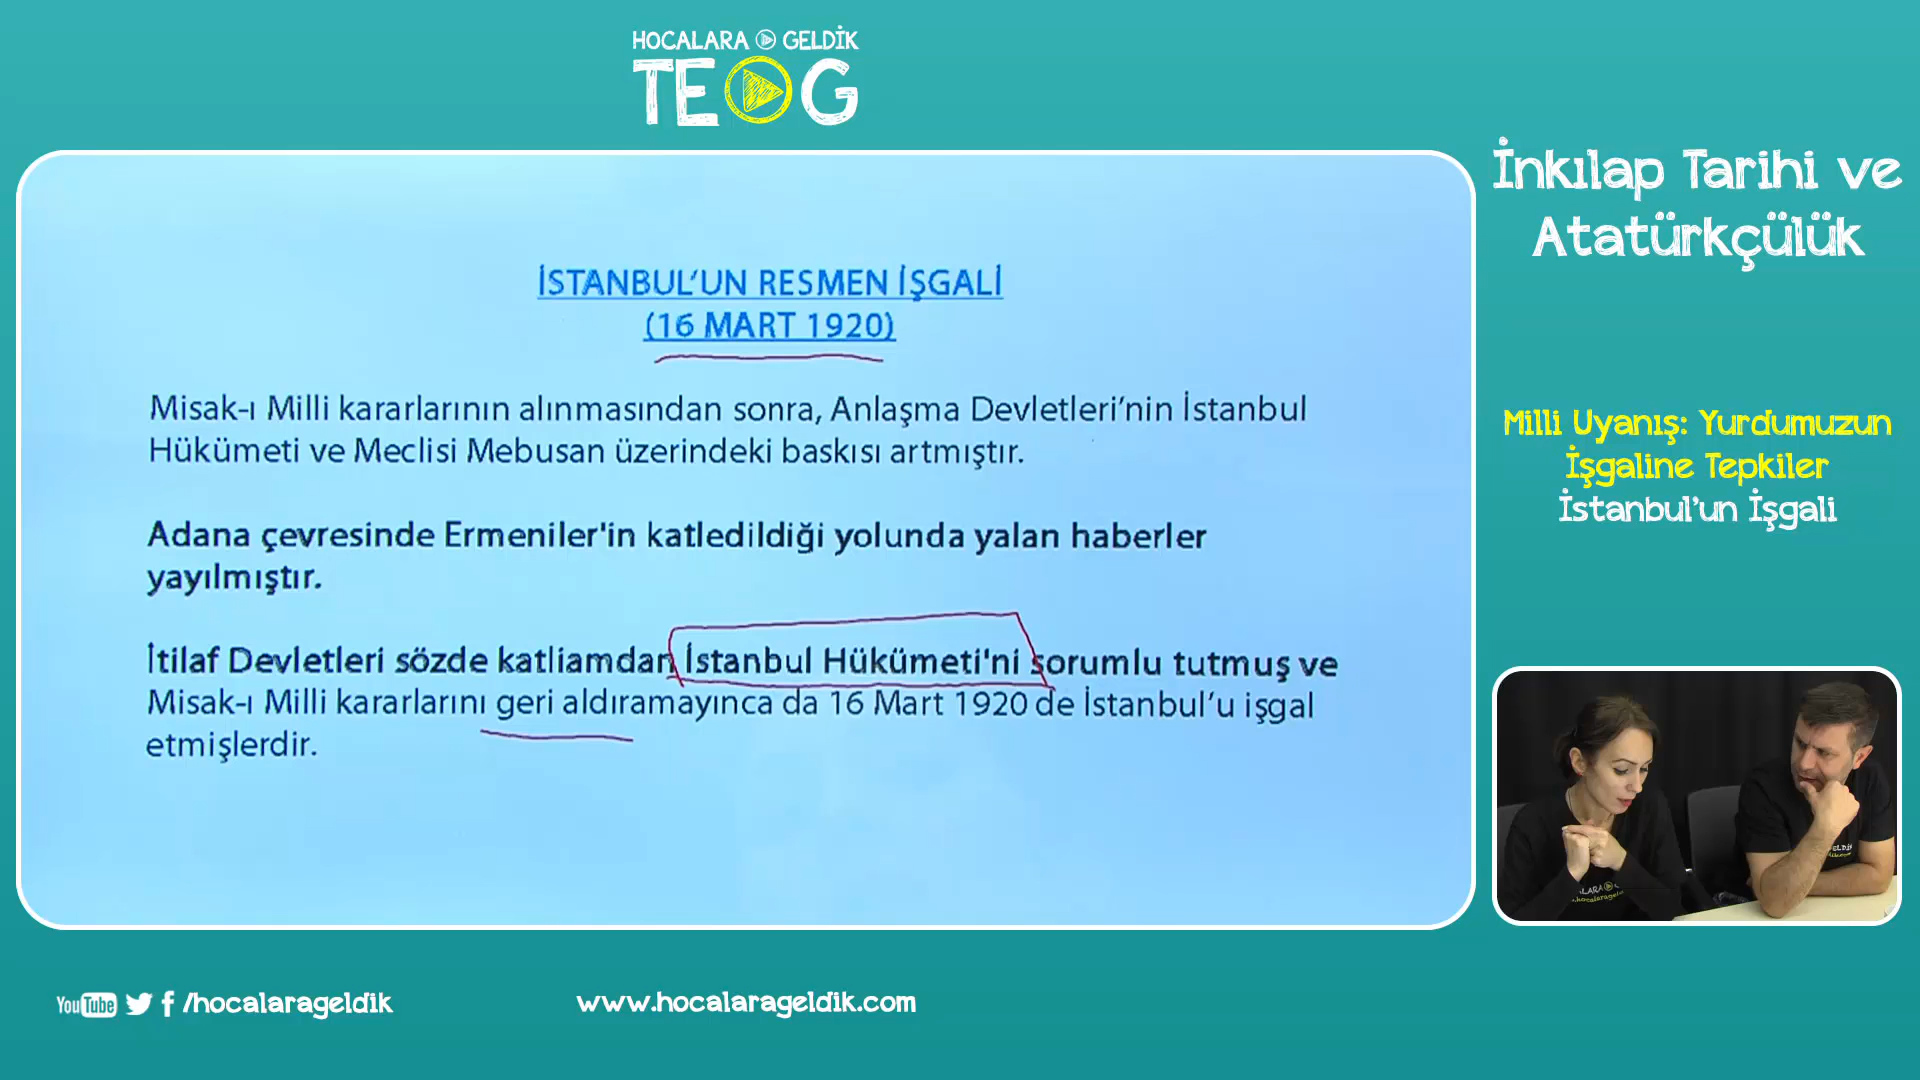 HOCALARA GELDİK
TEOG
İnkılap Tarihi ve
Atatürkçülük
İSTANBUL'UN RESMEN İŞGALİ
(16 MART 1920)
Misak-ı Milli kararlarının alınmasından sonra, Anlaşma Devletleri'nin İstanbul
Hükümeti ve Meclisi Mebusan üzerindeki baskısı artmıştır.
Adana çevresinde Ermeniler'in katledildiği yolunda yalan haberler
yayılmıştır.
İtilaf Devletleri sözde katliamdan İstanbul Hükümeti'ni sorumlu tutmuş ve
Misak-ı Milli kararlarını geri aldıramayınca da 16 Mart 1920 de İstanbul'u işgal
etmişlerdir.
Milli Uyanış: Yurdumuzun
İşgaline Tepkiler
İstanbul'un İşgali
YouTube /hocalarageldik
www.hocalarageldik.com